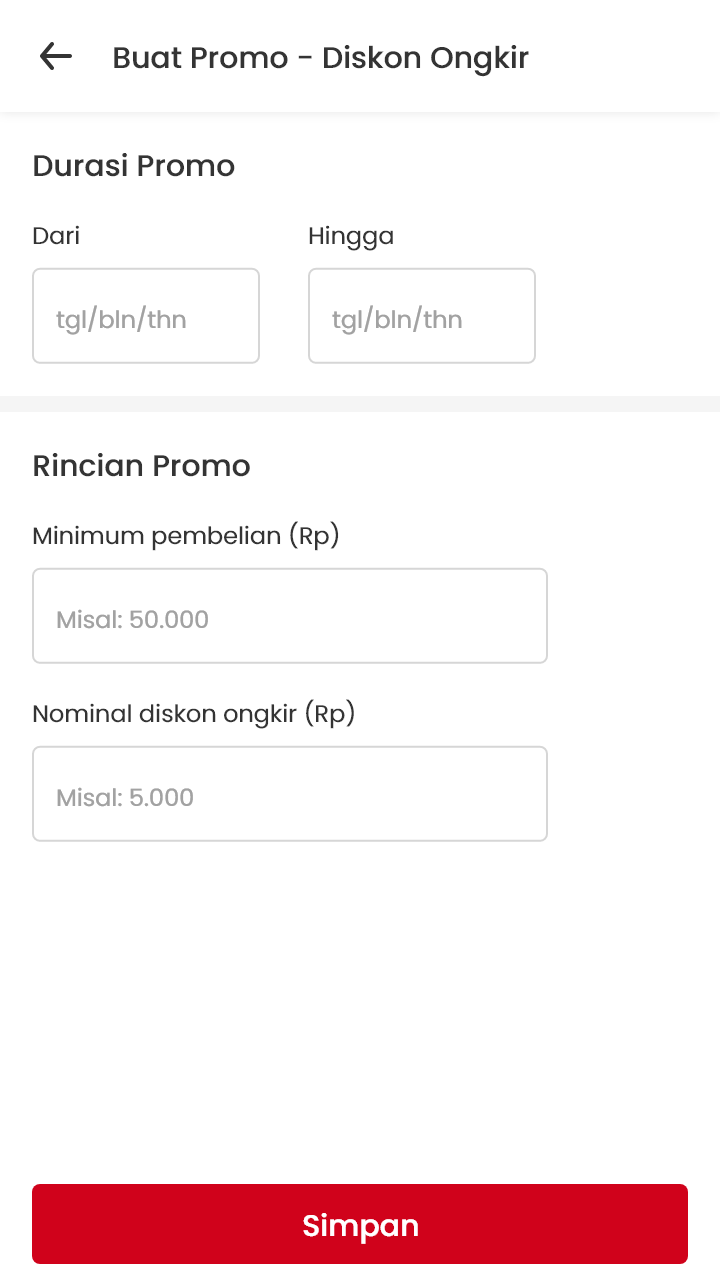 Buat Promo - Diskon Ongkir
Durasi Promo
Dari
Hingga
tgl/bln/thn
tgl/bln/thn
Rincian Promo
Minimum pembelian (Rp)
Misal: 50.000
Nominal diskon ongkir (Rp)
Misal: 5.000
Simpan